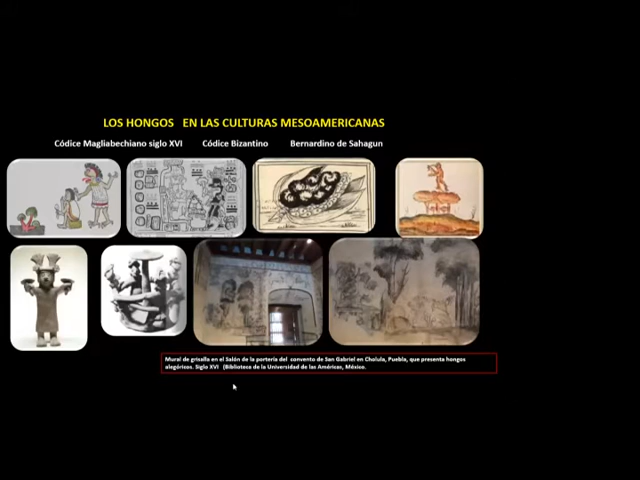 LOS HONGOS EN LAS CULTURAS MESOAMERICANAS
Códice Magliabechiano siglo XVI Códice Bizantino Bernardino de Sahagun
Mural de grisalla en el Salón de la portería del convento de San Gabriel en Cholula, Puebla, que presenta hongos
alegóricos. Siglo XVI (Biblioteca de la Universidad de las Américas, México.